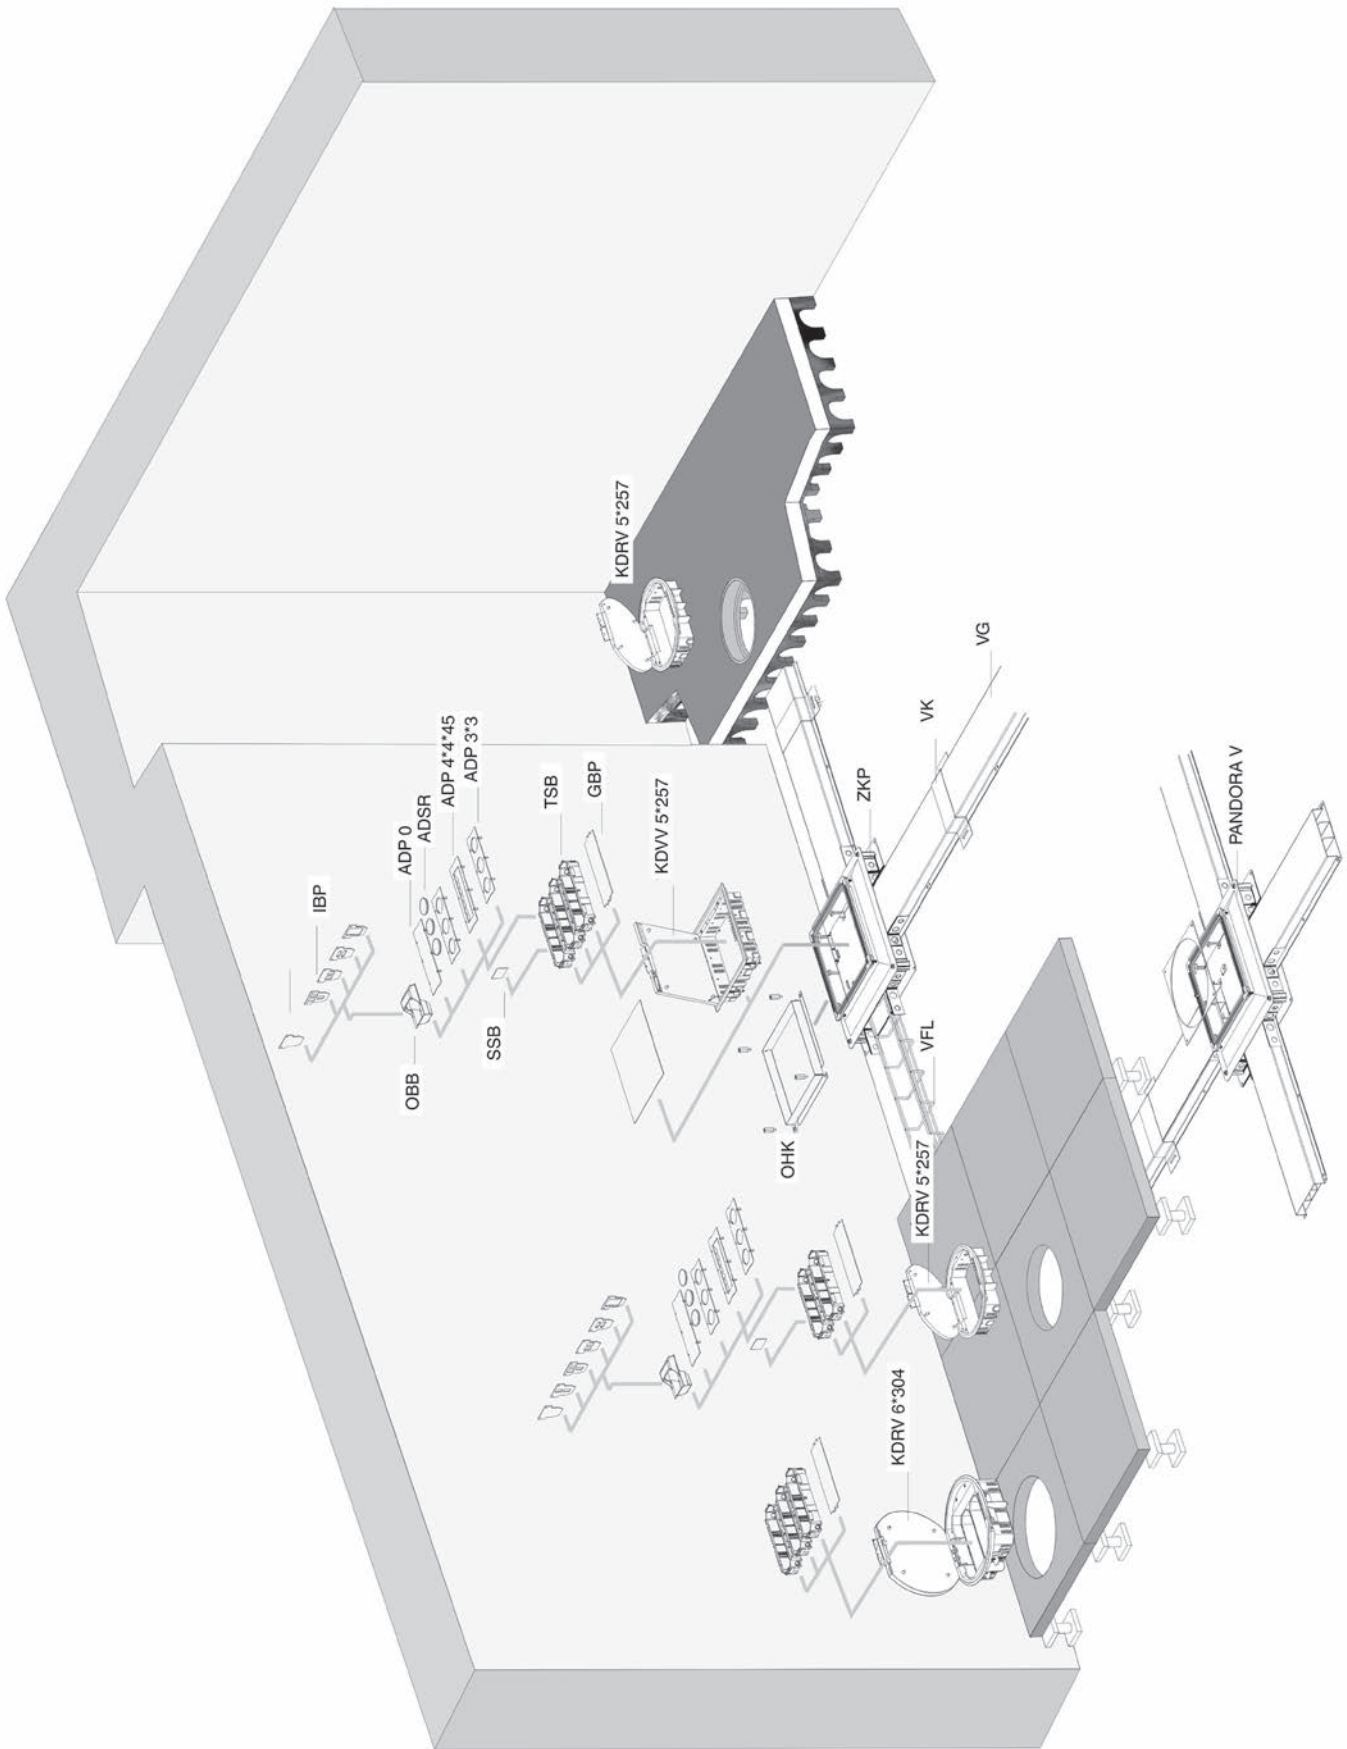 IBP
ADP 0
ADSR
ADP 4*4*45
ADP 3*3
OBB
SSB
TSB
GBP
KDVV 5*257
KDRV 5*257
OHK
ZKP
VK
VG
VFL
KDRV 5*257
KDRV 6*304
PANDORA V